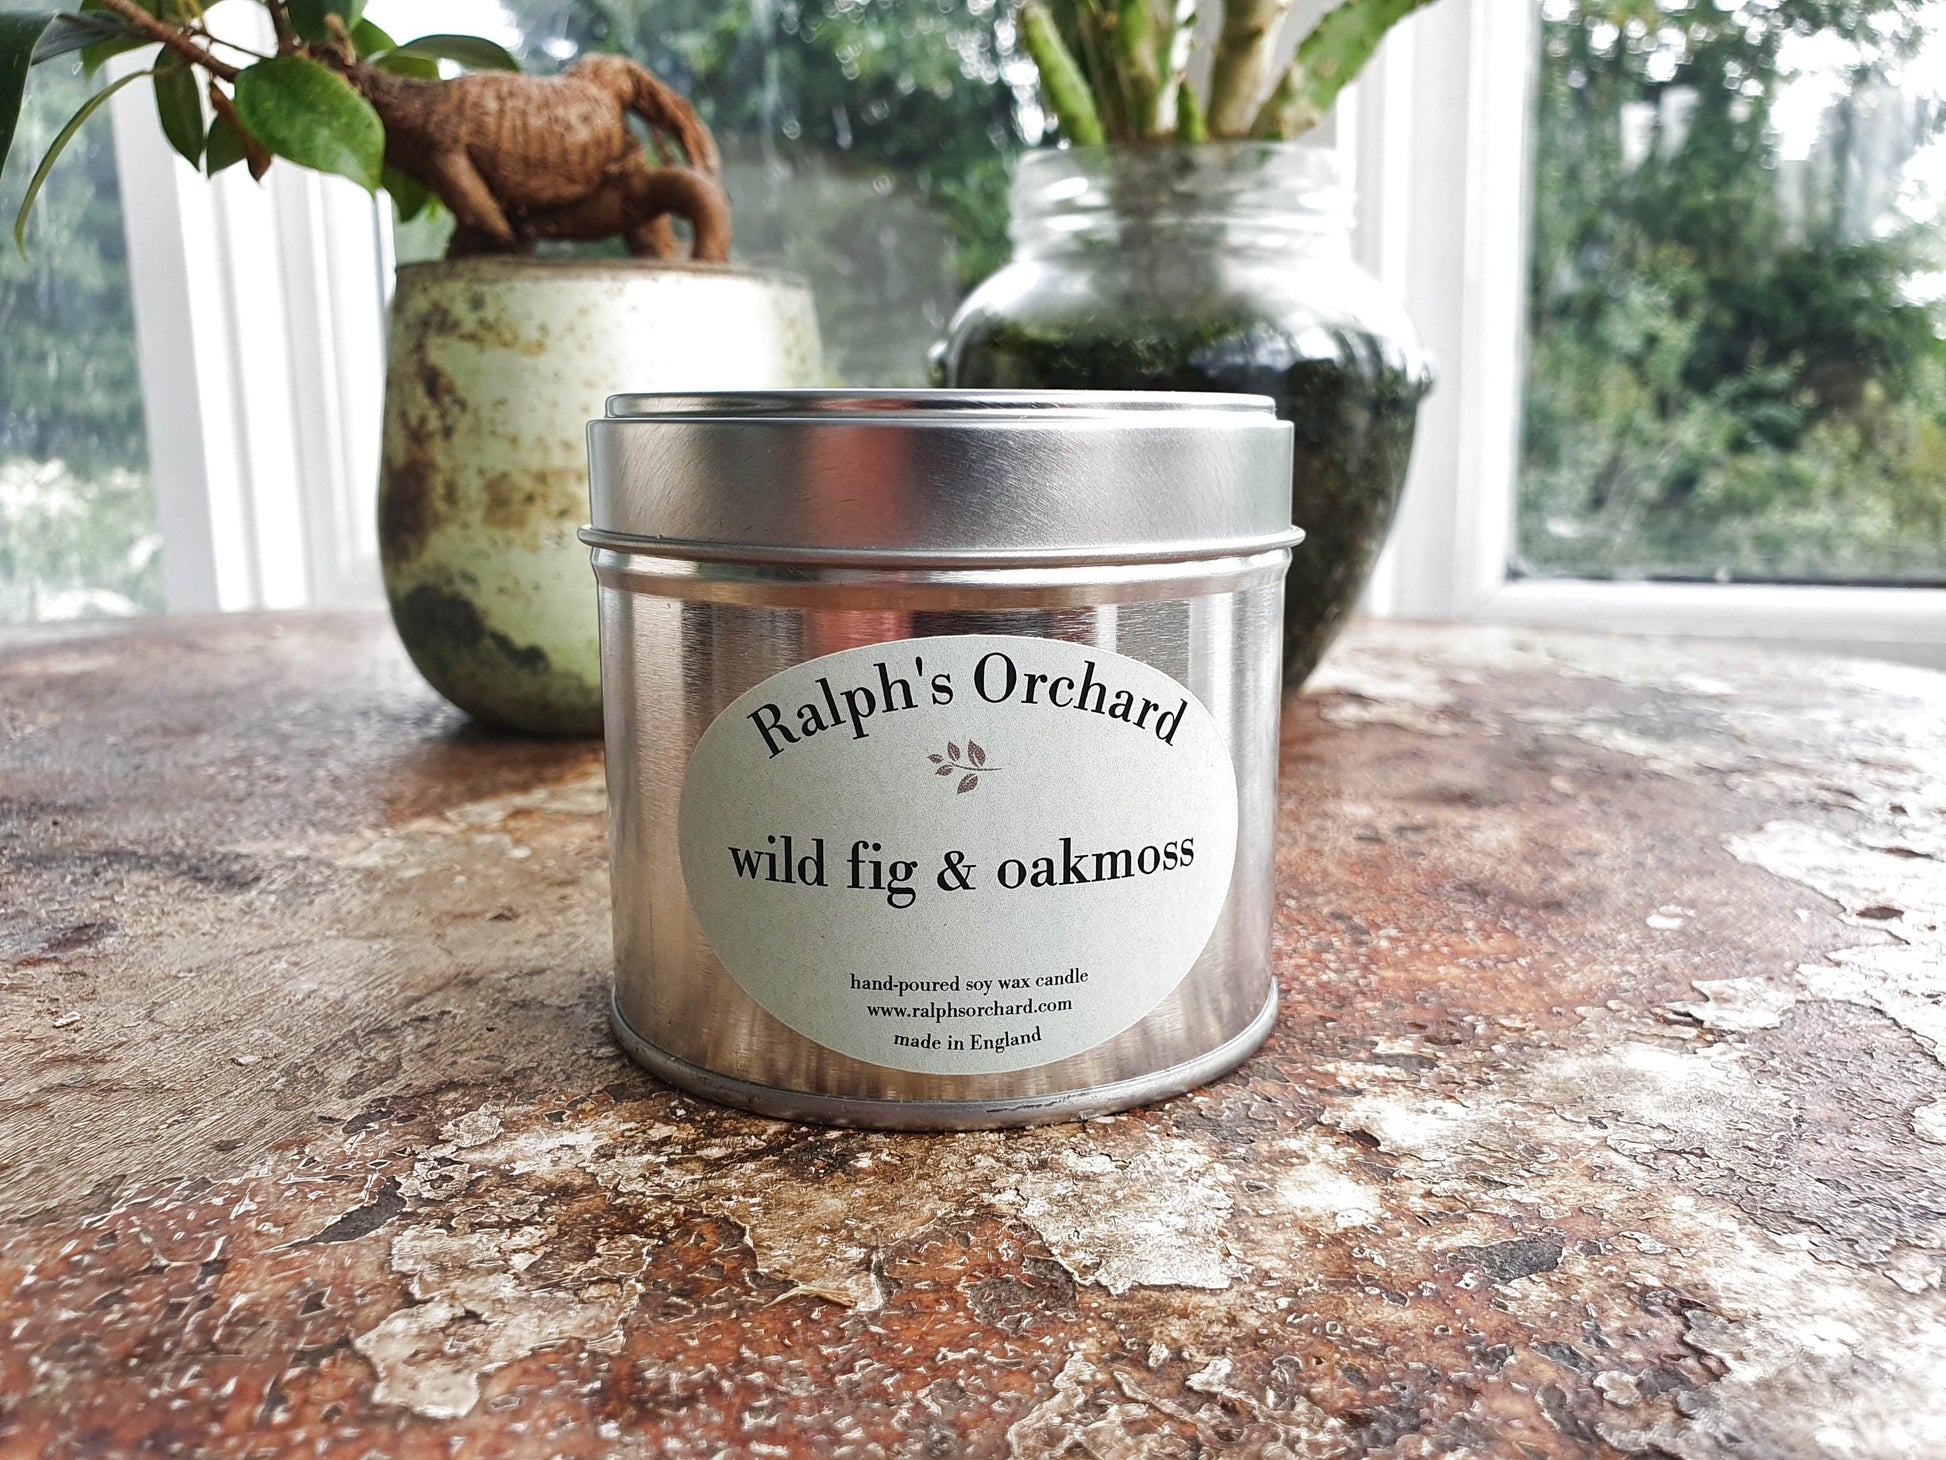 Ralph's Orchard
wild fig & oakmoss
hand-poured soy wax candle
www.ralphsorchard.com
made in England